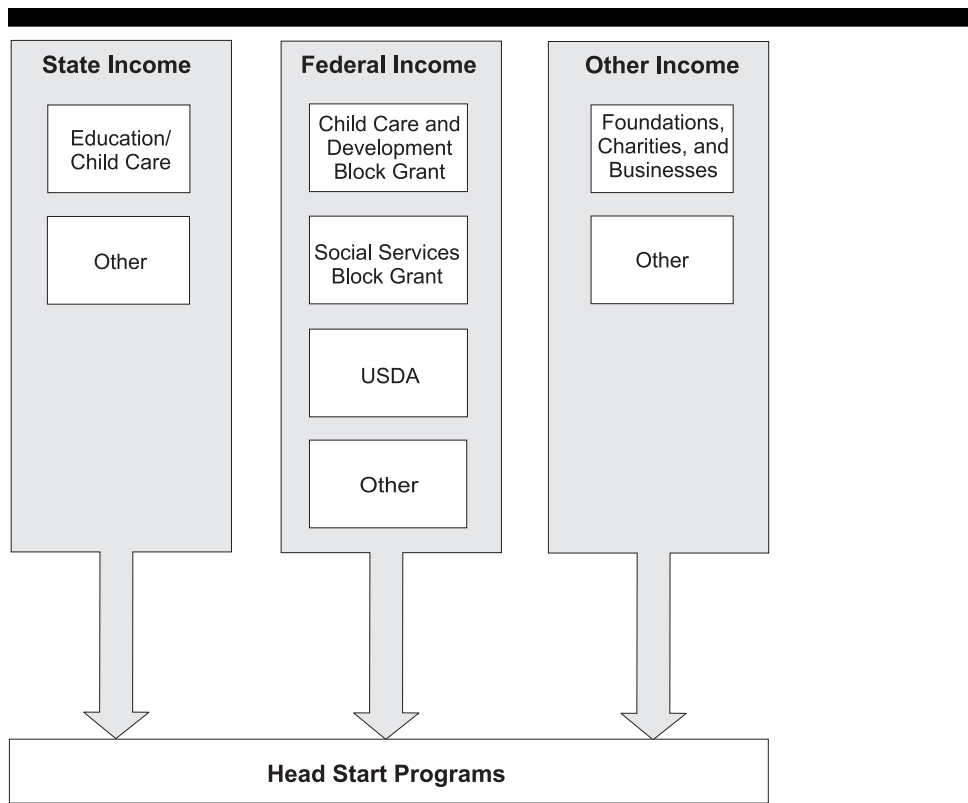 State Income
Education/
Child Care
Other
Federal Income
Child Care and
Development
Block Grant
Social Services
Block Grant
USDA
Other
Other Income
Foundations,
Charities, and
Businesses
Other
Head Start Programs